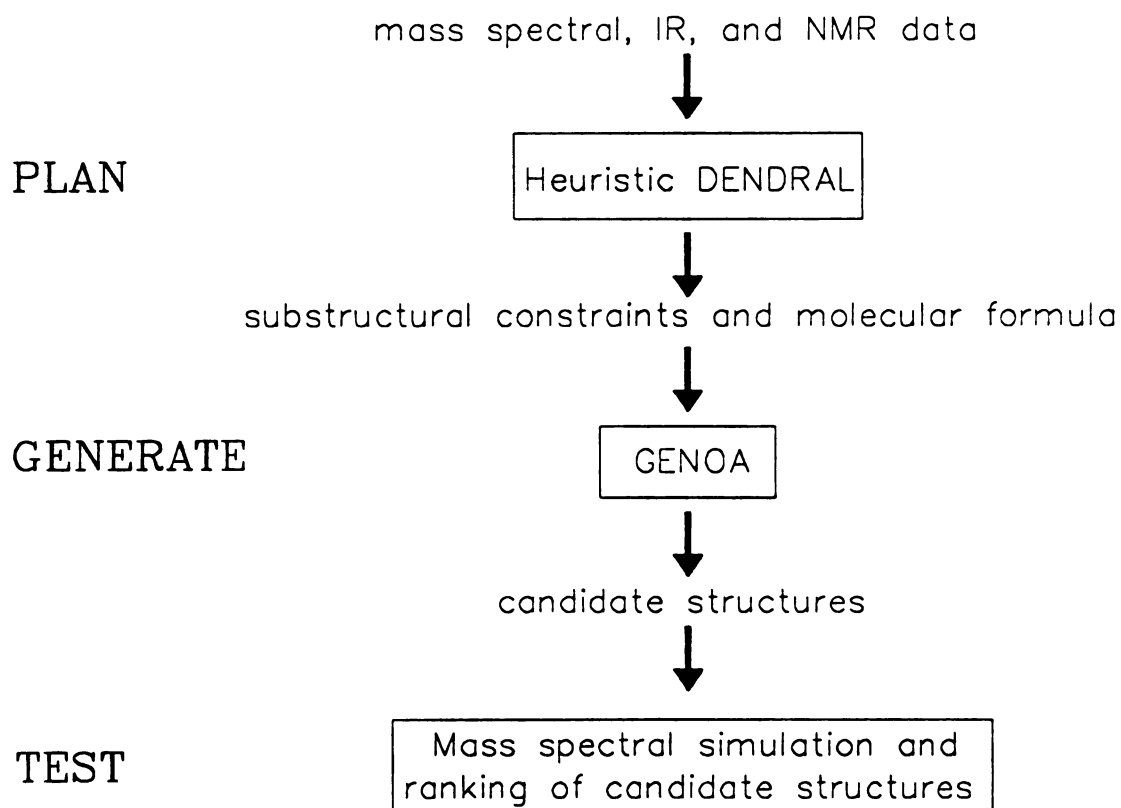 mass spectral, IR, and NMR data
PLAN
Heuristic DENDRAL
substructural constraints and molecular formula
GENERATE
GENOA
candidate structures
TEST
Mass spectral simulation and
ranking of candidate structures